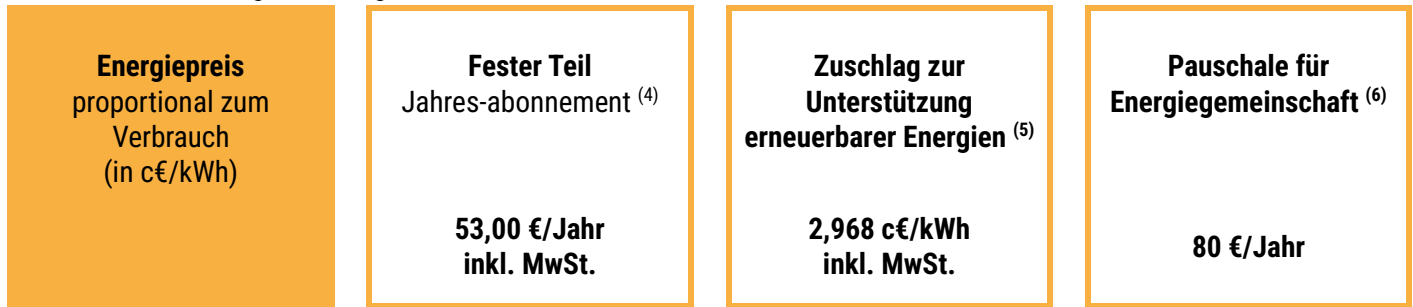 Energiepreis
proportional zum
Verbrauch
(in c€/kWh)
Fester Teil
Jahres-abonnement (4)
53,00 €/Jahr
inkl. MwSt.
Zuschlag zur
Unterstützung
erneuerbarer Energien (5)
2,968 c€/kWh
inkl. MwSt.
Pauschale für
Energiegemeinschaft (6)
80 €/Jahr